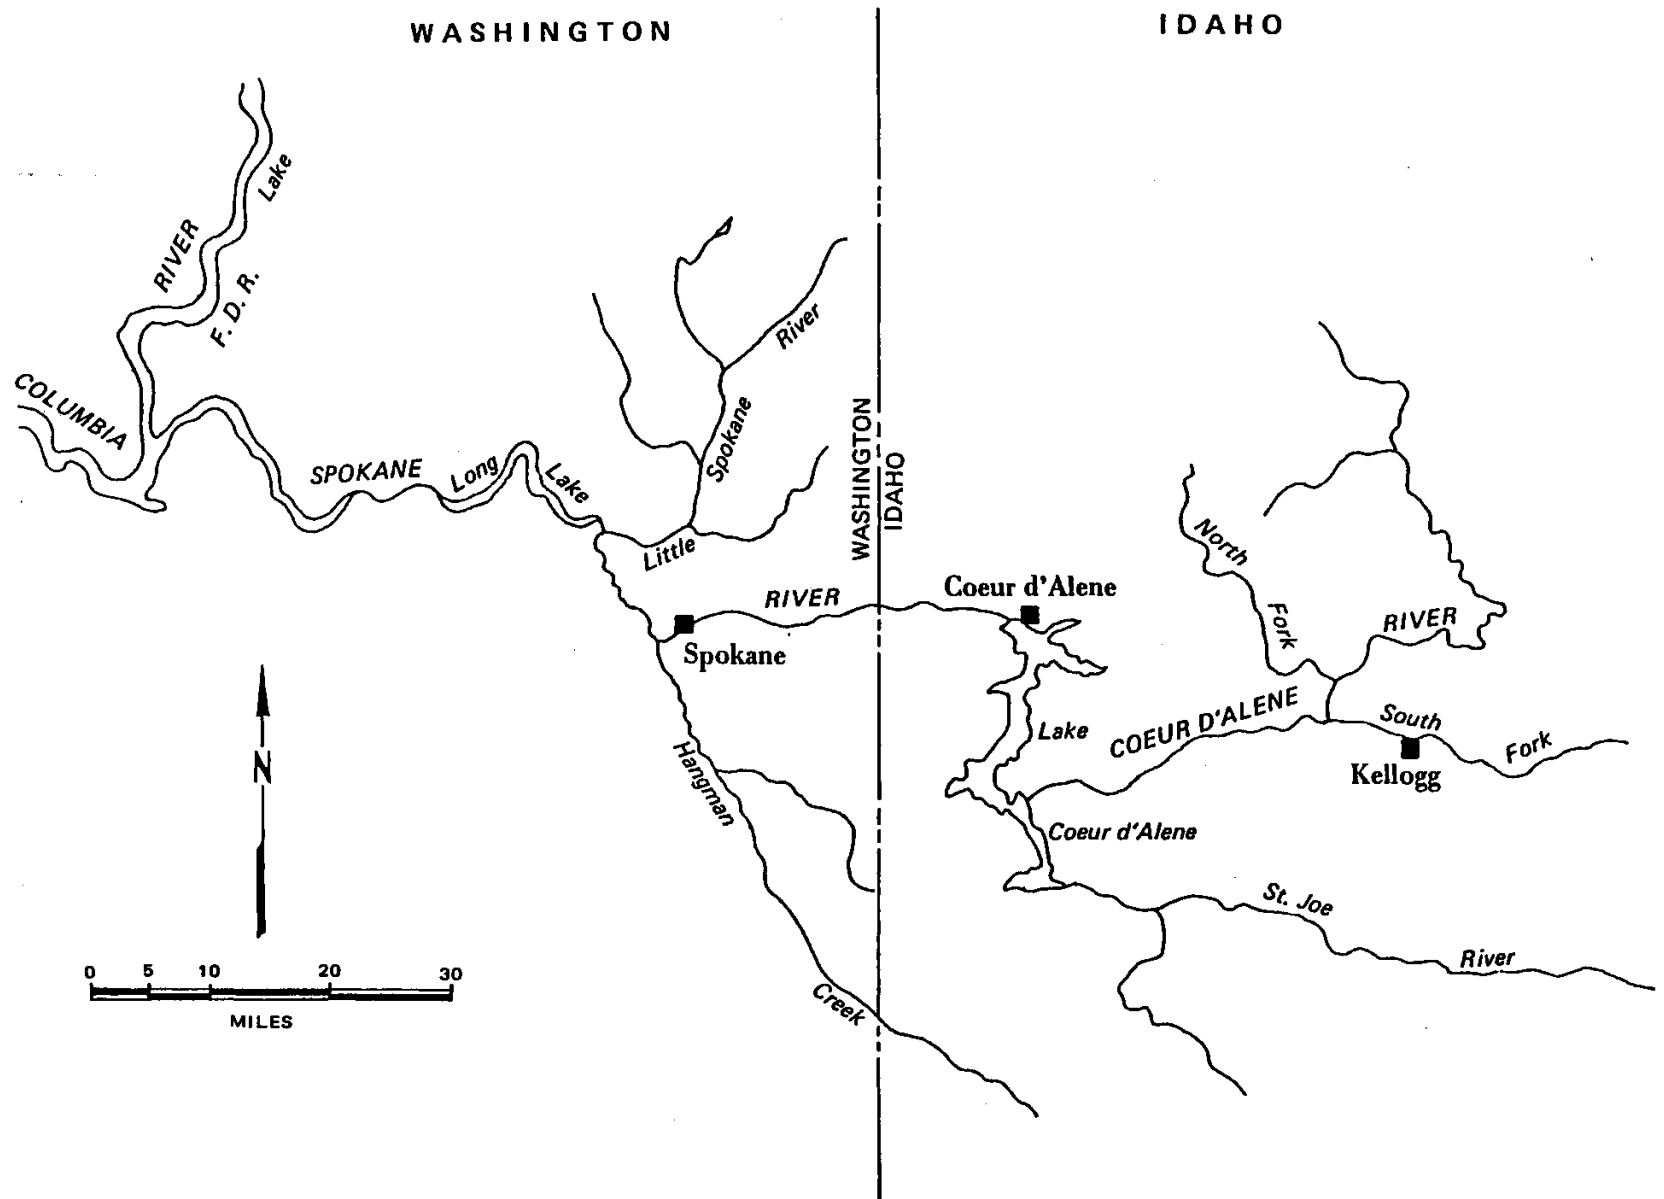 WASHINGTON
IDAHO
Lake
RIVER
F. D. R.
River
COLUMBIA
Spokane
WASHINGTON
IDAHO
SPOKANE
Long
Lake
Little
North
Fork
RIVER
Coeur d'Alene
RIVER
Spokane
COEUR D'ALENE
South
Fork
Lake
Kellogg
Hangman
N
Coeur d'Alene
St. Joe
River
Creek
0 5 10 20 30
MILES